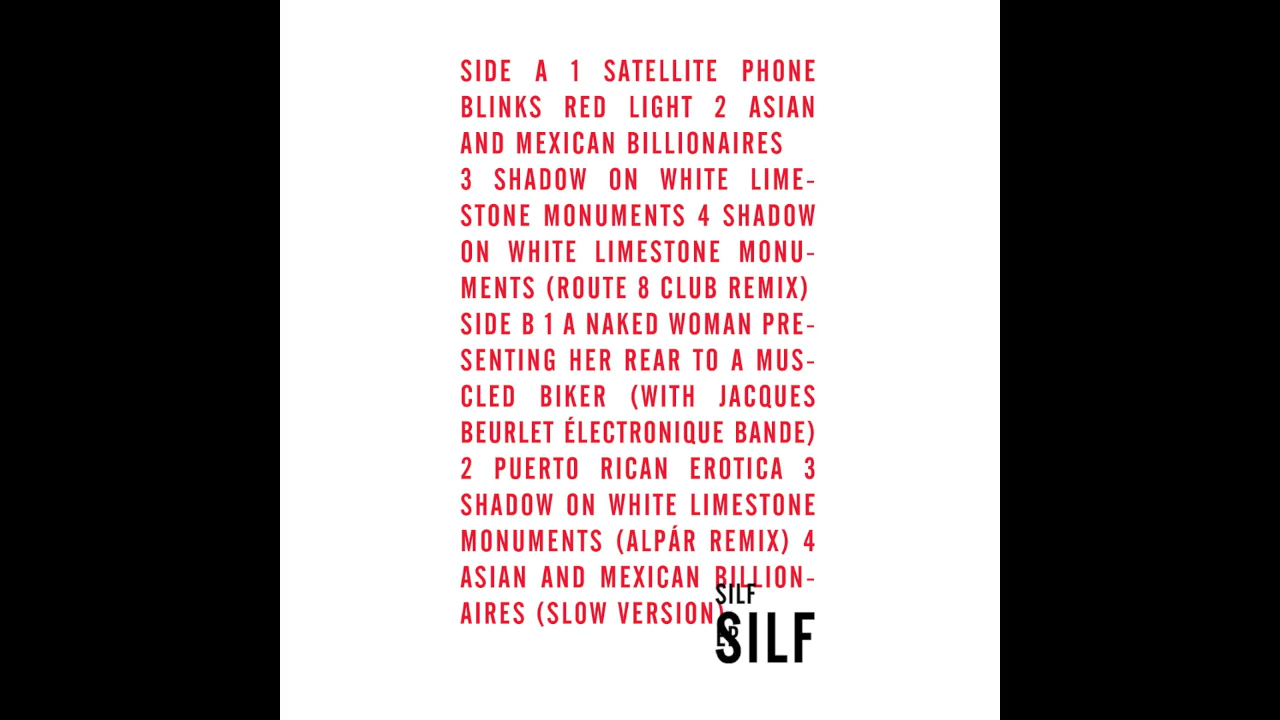 SIDE A 1 SATELLITE PHONE
BLINKS RED LIGHT 2 ASIAN
AND MEXICAN BILLIONAIRES
3 SHADOW ON WHITE LIME-
STONE MONUMENTS 4 SHADOW
ON WHITE LIMESTONE MONU-
MENTS (ROUTE 8 CLUB REMIX)
SIDE B 1 A NAKED WOMAN PRE-
SENTING HER REAR TO A MUS-
CLED BIKER (WITH JACQUES
BEURLET ÉLECTRONIQUE BANDE)
2 PUERTO RICAN EROTICA 3
SHADOW ON WHITE LIMESTONE
MONUMENTS (ALPÁR REMIX) 4
ASIAN AND MEXICAN BILLION-
AIRES (SLOW VERSION)
SILF
EP
SILF